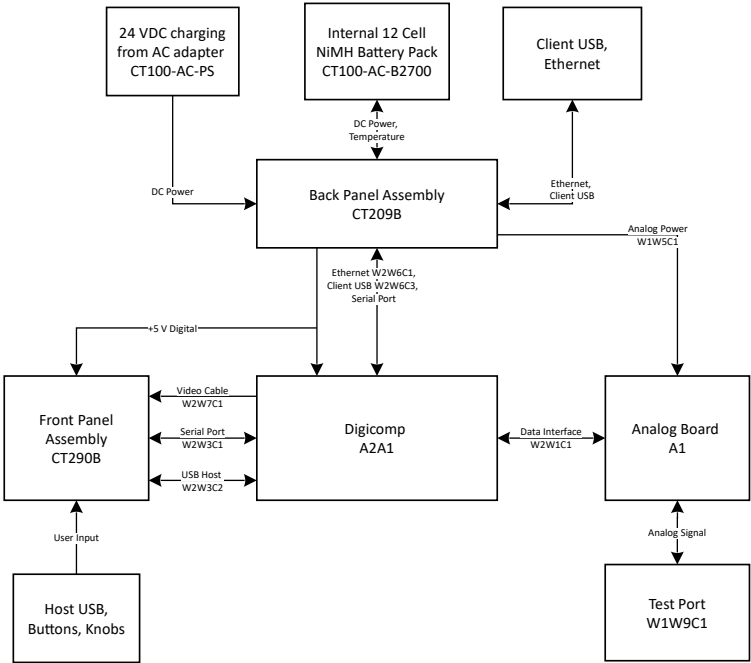 24 VDC charging
from AC adapter
CT100-AC-PS
Internal 12 Cell
NiMH Battery Pack
CT100-AC-B2700
Client USB,
Ethernet
DC Power,
Temperature
DC Power
Back Panel Assembly
CT209B
Ethernet,
Client USB
Analog Power
W1W5C1
Ethernet W2W6C1,
Client USB W2W6C3,
Serial Port
+5 V Digital
Front Panel
Assembly
CT290B
Video Cable
W2W7C1
Serial Port
W2W3C1
USB Host
W2W3C2
Digicomp
A2A1
Data Interface
W2W1C1
Analog Board
A1
User Input
Analog Signal
Host USB,
Buttons, Knobs
Test Port
W1W9C1